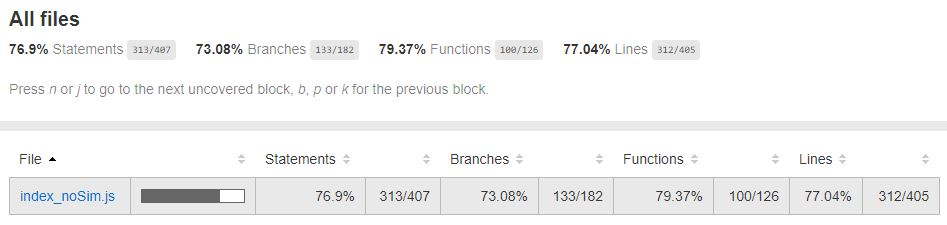 All files
76.9% Statements 313/407 73.08% Branches 133/182 79.37% Functions 100/126 77.04% Lines 312/405
Press n or j to go to the next uncovered block, b, p or k for the previous block.
File Statements Branches Functions Lines
index_noSim.js 76.9% 313/407 73.08% 133/182 79.37% 100/126 77.04% 312/405